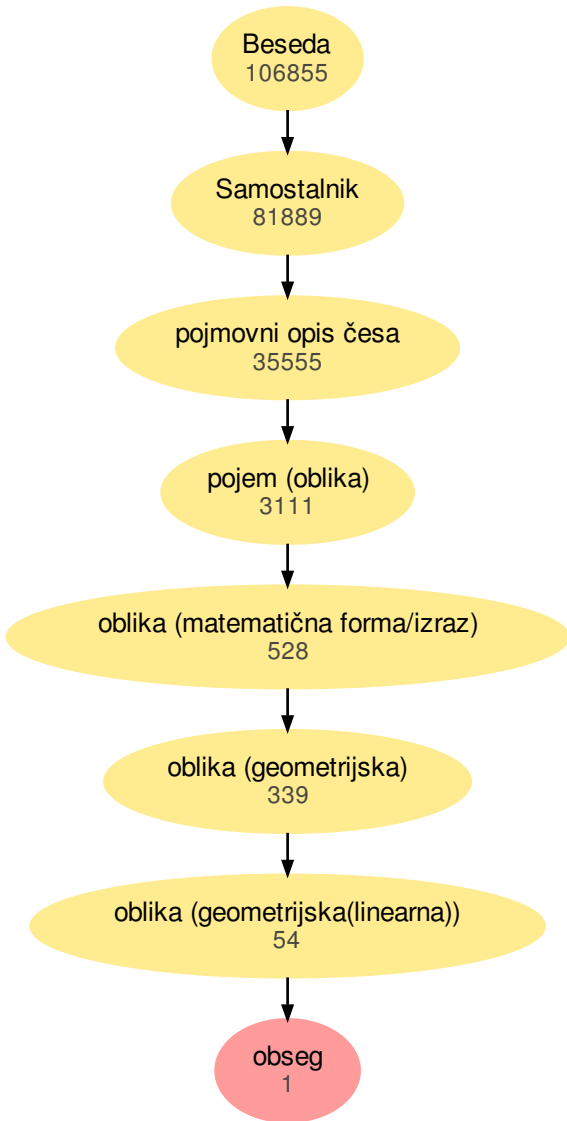 Beseda
106855
Samostalnik
81889
pojmovni opis česa
35555
pojem (oblika)
3111
oblika (matematična forma/izraz)
528
oblika (geometrijska)
339
oblika (geometrijska(linearna))
54
obseg
1